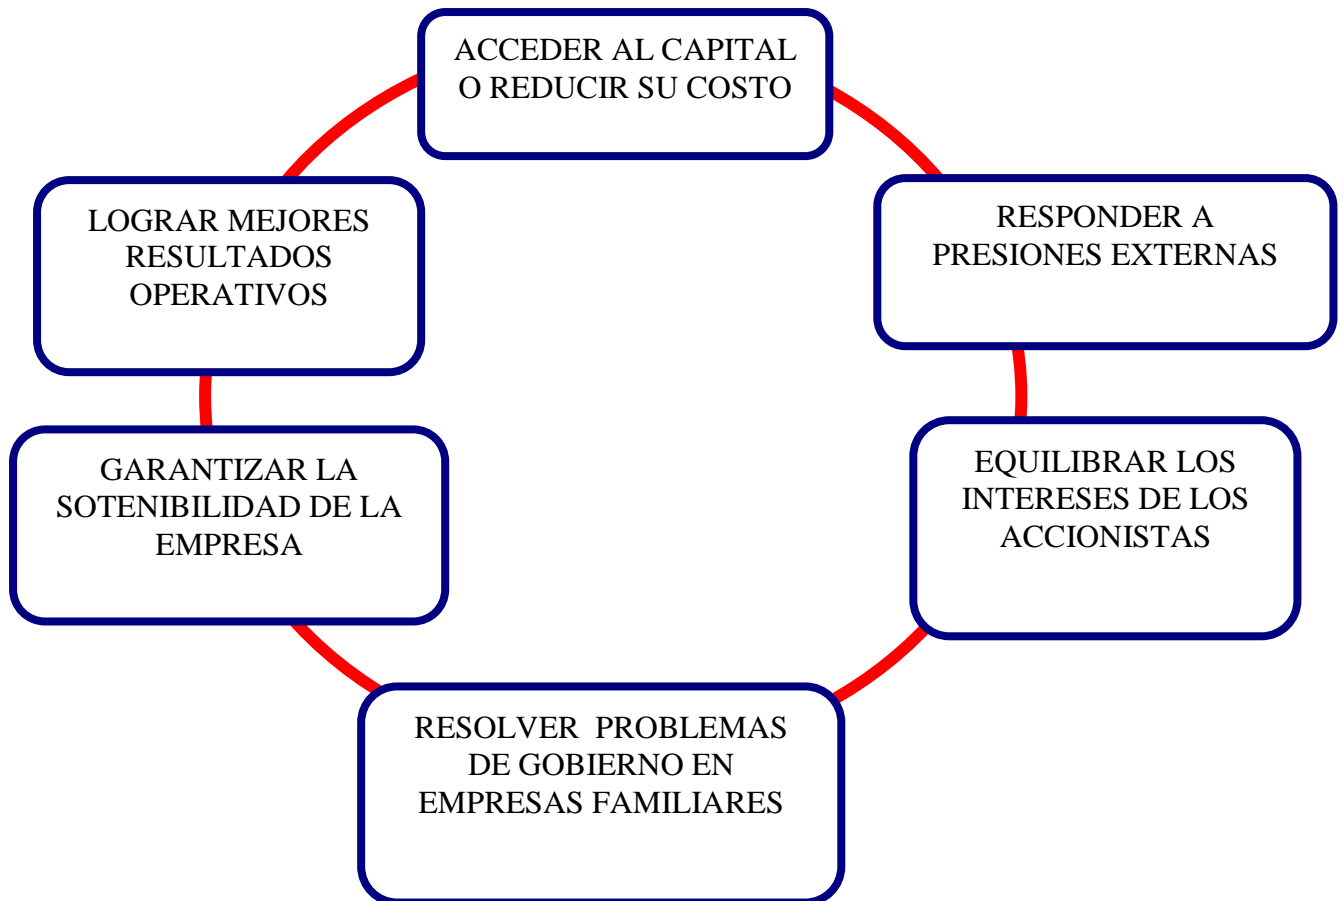 ACCEDER AL CAPITAL
O REDUCIR SU COSTO
RESPONDER A
PRESIONES EXTERNAS
EQUILIBRAR LOS
INTERESES DE LOS
ACCIONISTAS
RESOLVER PROBLEMAS
DE GOBIERNO EN
EMPRESAS FAMILIARES
GARANTIZAR LA
SOTENIBILIDAD DE LA
EMPRESA
LOGRAR MEJORES
RESULTADOS
OPERATIVOS